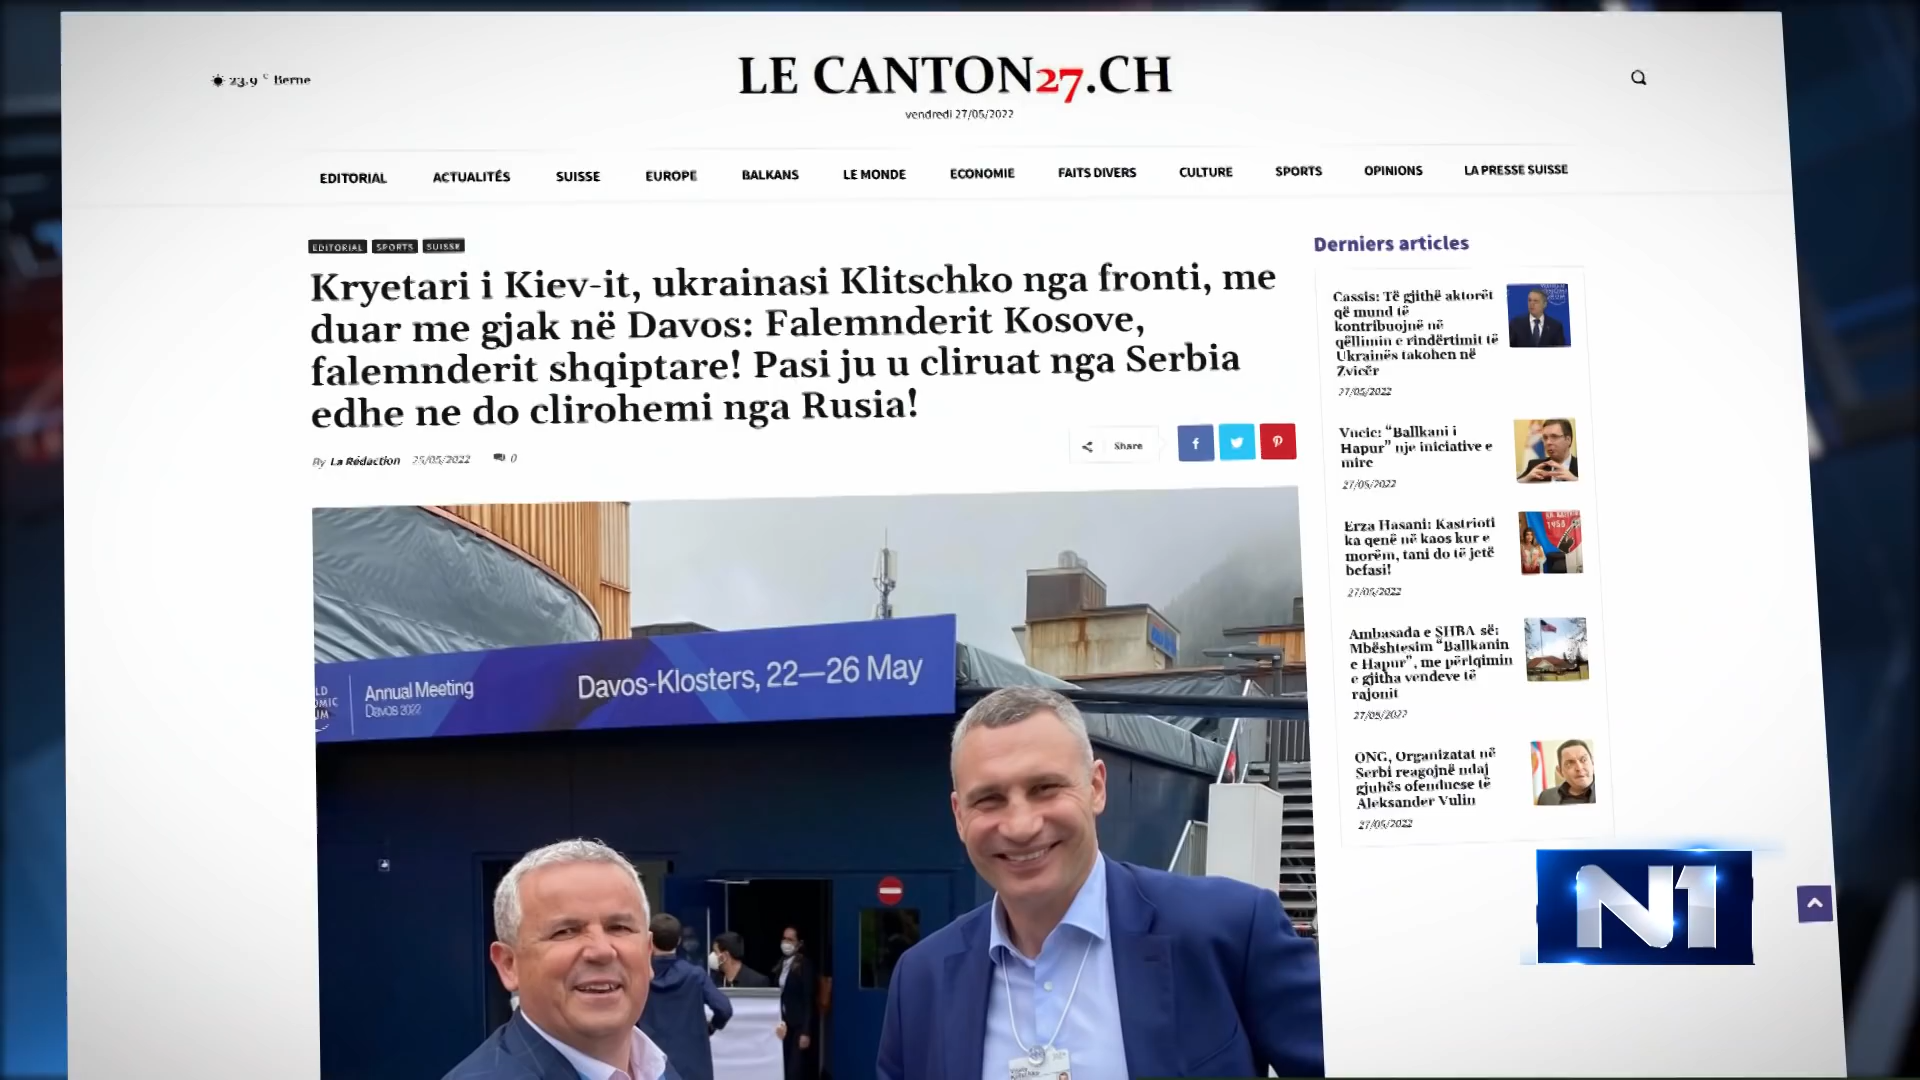 23.9 °C Berne
LE CANTON27.CH
vendredi 27/05/2022
EDITORIAL ACTUALITÉS SUISSE EUROPE BALKANS LE MONDE ECONOMIE FAITS DIVERS CULTURE SPORTS OPINIONS LA PRESSE SUISSE
EDITORIAL SPORTS SUISSE
Kryetari i Kiev-it, ukrainasi Klitschko nga fronti, me
duar me gjak në Davos: Falemnderit Kosove,
falemnderit shqiptare! Pasi ju u cliruat nga Serbia
edhe ne do clirohemi nga Rusia!
By La Rédaction 25/05/2022 0
Share
Annual Meeting
Davos 2022
Davos-Klosters, 22—26 May
Derniers articles
Cassis: Të gjithë aktorët
që mund të
kontribuojnë në
qëllimin e rindërtimit të
Ukrainës takohen në
Zvicër
27/05/2022
Vucic: “Ballkani i
Hapur” nje iniciative e
mire
27/05/2022
Erza Hasani: Kastrioti
ka qenë në kaos kur e
morëm, tani do të jetë
befasi!
27/05/2022
Ambasada e SHBA së:
Mbështesim “Ballkanin
e Hapur”, me përfqimin
e gjitha vendeve të
rajonit
27/05/2022
ONG, Organizatat në
Serbi reagojnë ndaj
gjuhës ofenduese të
Aleksander Vulin
27/05/2022
N1